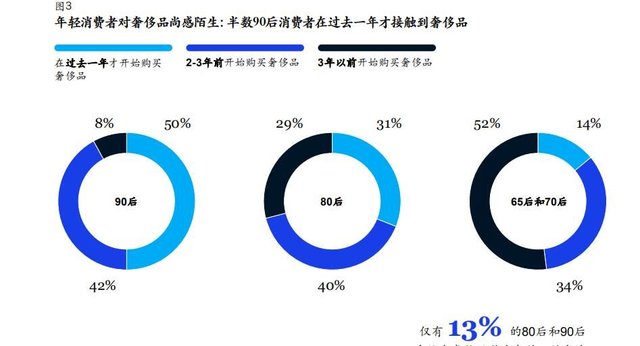 图3
年轻消费者对奢侈品尚感陌生：半数90后消费者在过去一年才接触到奢侈品
在过去一年才开始购买
奢侈品
2-3年前开始购买奢侈品
3年以前开始购买奢侈品
8%
50%
90后
42%
29%
31%
80后
40%
52%
14%
65后和70后
34%
仅有 13% 的80后和90后